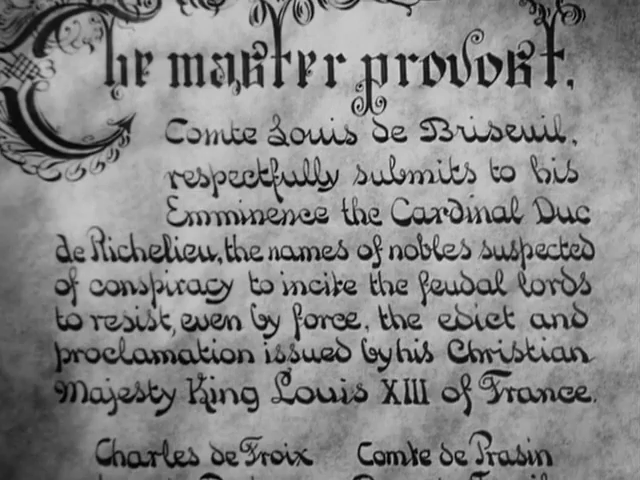 The master provost,
Comte Louis de Briseuil,
respectfully submits to his
Emminence the Cardinal Duc
de Richelieu, the names of nobles suspected
of conspiracy to incite the feudal lords
to resist, even by force, the edict and
proclamation issued by his Christian
Majesty King Louis XIII of France.
Charles de Froix Comte de Prasin